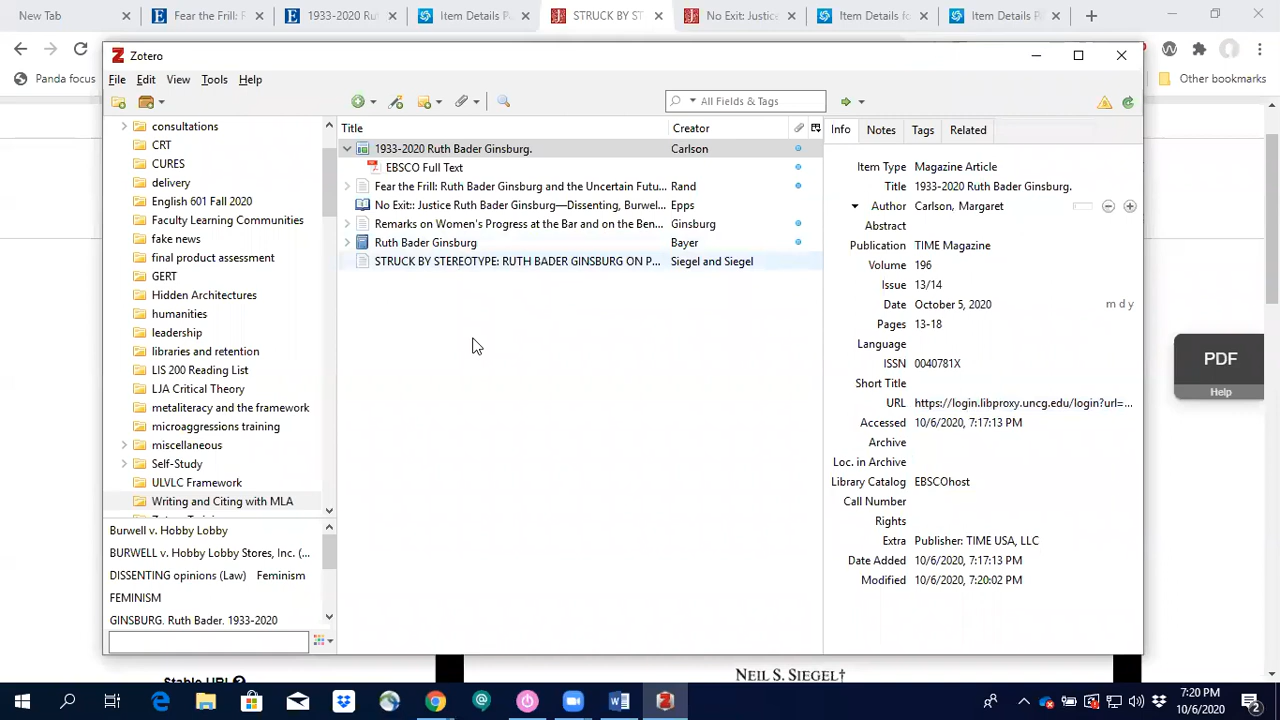 New Tab
Fear the Frill: R
1933-2020 Rut
Item Details P
STRUCK BY ST
No Exit: Justice
Item Details fo
Item Details P
Panda focus
Other bookmarks
Zotero
File Edit View Tools Help
All Fields & Tags
consultations
CRT
CURES
delivery
English 601 Fall 2020
Faculty Learning Communities
fake news
final product assessment
GERT
Hidden Architectures
humanities
leadership
libraries and retention
LIS 200 Reading List
LJA Critical Theory
metaliteracy and the framework
microaggressions training
miscellaneous
Self-Study
ULVLC Framework
Writing and Citing with MLA
Burwell v. Hobby Lobby
BURWELL v. Hobby Lobby Stores, Inc. (...
DISSENTING opinions (Law) Feminism
FEMINISM
GINSBURG, Ruth Bader, 1933-2020
Title Creator
1933-2020 Ruth Bader Ginsburg. Carlson
EBSCO Full Text
Fear the Frill: Ruth Bader Ginsburg and the Uncertain Futu... Rand
No Exit:: Justice Ruth Bader Ginsburg—Dissenting, Burwel... Epps
Remarks on Women's Progress at the Bar and on the Ben... Ginsburg
Ruth Bader Ginsburg Bayer
STRUCK BY STEREOTYPE: RUTH BADER GINSBURG ON P... Siegel and Siegel
Info Notes Tags Related
Item Type Magazine Article
Title 1933-2020 Ruth Bader Ginsburg.
Author Carlson, Margaret
Abstract
Publication TIME Magazine
Volume 196
Issue 13/14
Date October 5, 2020 m d y
Pages 13-18
Language
ISSN 0040781X
Short Title
URL https://login.libproxy.uncg.edu/login?url=...
Accessed 10/6/2020, 7:17:13 PM
Archive
Loc. in Archive
Library Catalog EBSCOhost
Call Number
Rights
Extra Publisher: TIME USA, LLC
Date Added 10/6/2020, 7:17:13 PM
Modified 10/6/2020, 7:20:02 PM
PDF
Help
Stable URL
NEIL S. SIEGEL†
7:20 PM
10/6/2020
2